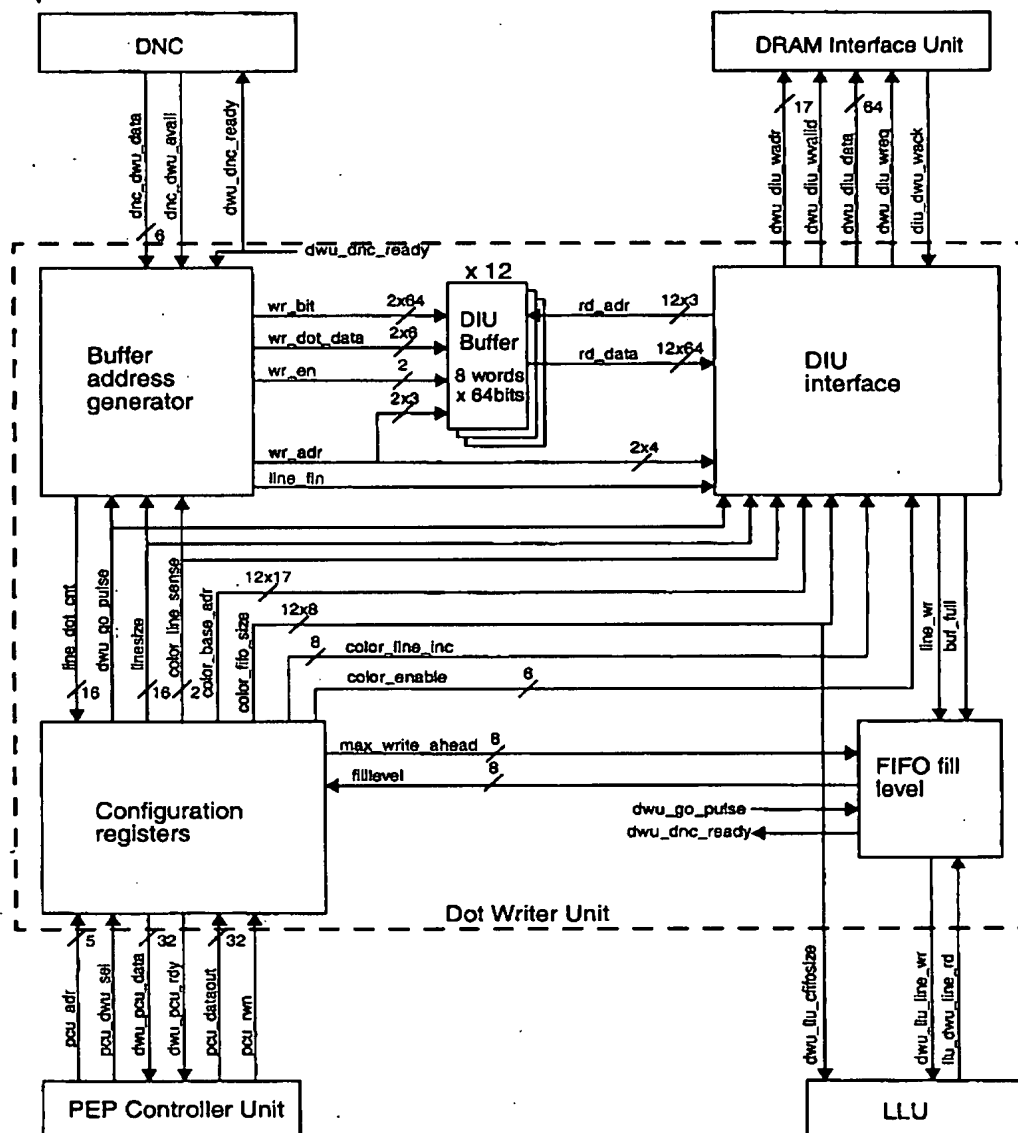 DNC
DRAM Interface Unit
dnc_dwu_data
dnc_dwu_avail
dwu_dnc_ready
6
17
64
dwu_diu_wadr
dwu_diu_wvalid
dwu_diu_data
dwu_diu_wreq
diu_dwu_wack
dwu_dnc_ready
x 12
Buffer
address
generator
wr_bit
2x64
wr_dot_data
2x6
wr_en
2
2x3
wr_adr
2x4
line_fin
DIU
Buffer
8 words
x 64bits
rd_adr
12x3
rd_data
12x64
DIU
interface
line_dot_cnt
16
dwu_go_pulse
linesize
16
color_line_sense
2
color_base_adr
12x17
color_fifo_size
12x8
8
color_line_inc
color_enable
6
line_wr
buf_full
Configuration
registers
max_write_ahead
8
filllevel
8
dwu_go_pulse
dwu_dnc_ready
FIFO fill
level
Dot Writer Unit
5
32
32
pcu_adr
pcu_dwu_sel
dwu_pcu_data
dwu_pcu_rdy
pcu_dataout
pcu_rwn
dwu_llu_cfifosize
dwu_llu_line_wr
llu_dwu_line_rd
PEP Controller Unit
LLU